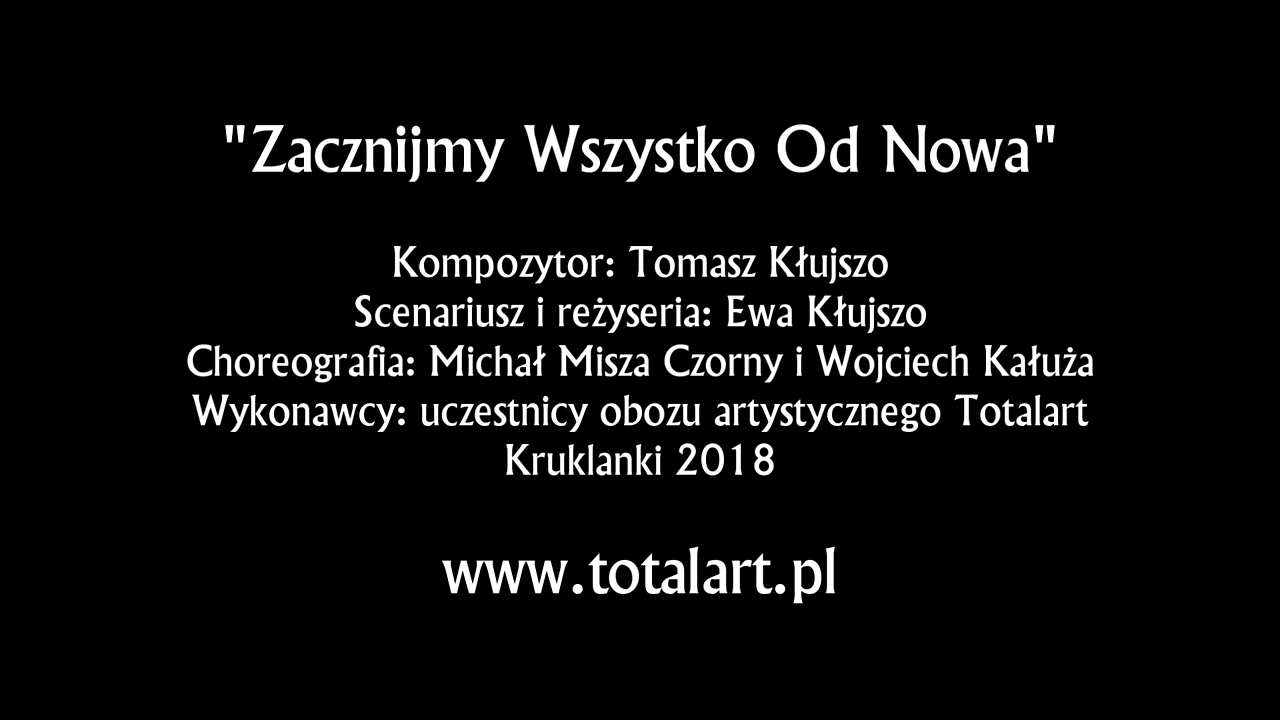 "Zacznijmy Wszystko Od Nowa"
Kompozytor: Tomasz Kłujszo
Scenariusz i reżyseria: Ewa Kłujszo
Choreografia: Michał Misza Czorny i Wojciech Kałuża
Wykonawcy: uczestnicy obozu artystycznego Totalart
Kruklanki 2018
www.totalart.pl